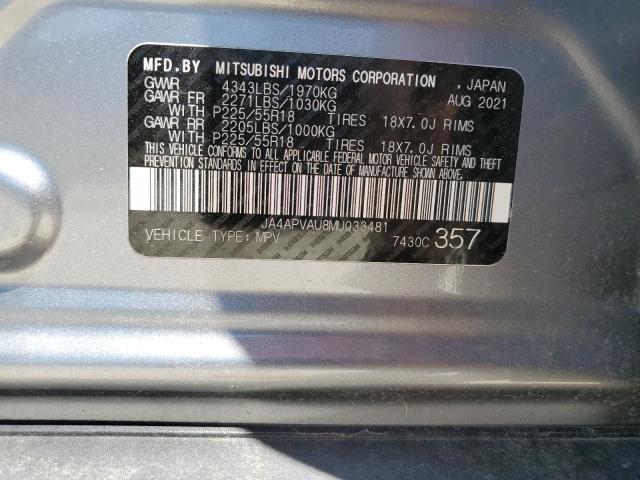 MFD.BY MITSUBISHI MOTORS CORPORATION , JAPAN
GVWR 4343LBS/1970KG AUG 2021
GAWR FR 2271LBS/1030KG
WITH P225/55R18 TIRES 18X7.0J RIMS
GAWR RR 2205LBS/1000KG
WITH P225/55R18 TIRES 18X7.0J RIMS
THIS VEHICLE CONFORMS TO ALL APPLICABLE FEDERAL MOTOR VEHICLE SAFETY AND THEFT
PREVENTION STANDARDS IN EFFECT ON THE DATE OF MANUFACTURE SHOWN ABOVE.
JA4APVAU8MU033481
VEHICLE TYPE: MPV 7430C 357